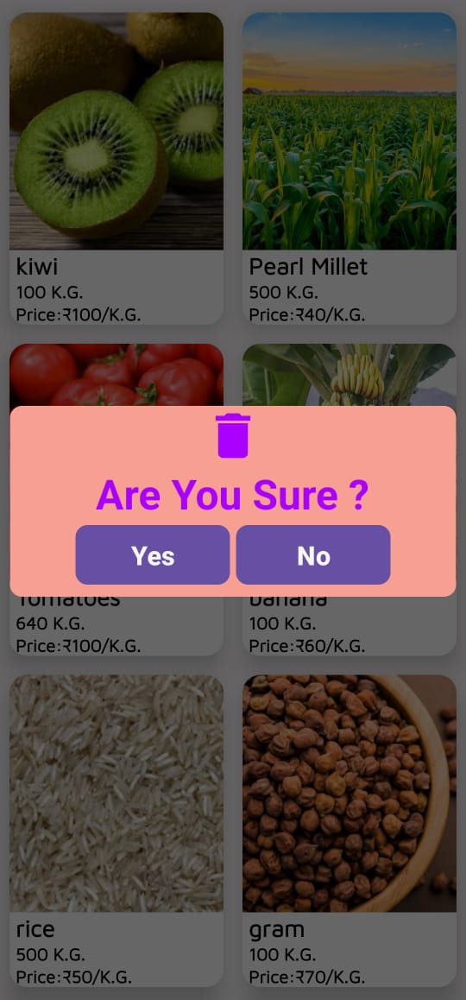 kiwi
100 K.G.
Price:₹100/K.G.
Pearl Millet
500 K.G.
Price:₹40/K.G.
Are You Sure ?
Yes
No
Tomatoes
640 K.G.
Price:₹100/K.G.
banana
100 K.G.
Price:₹60/K.G.
rice
500 K.G.
Price:₹50/K.G.
gram
100 K.G.
Price:₹70/K.G.